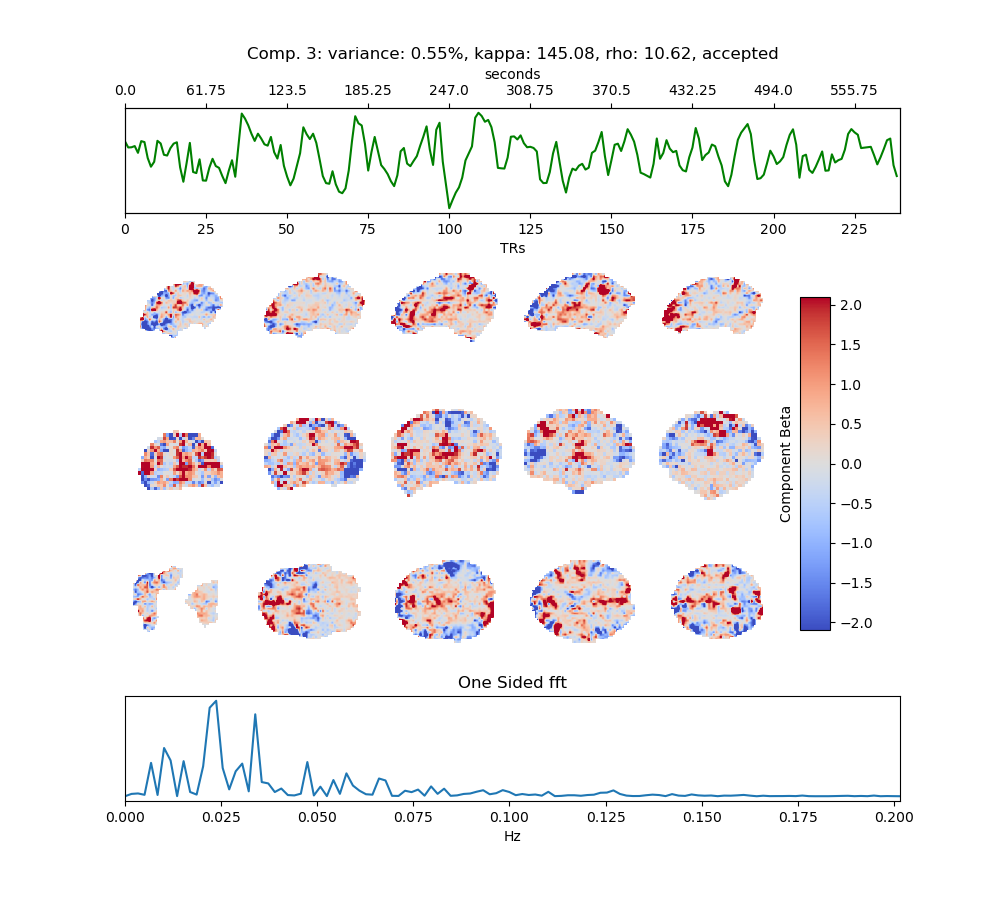 Comp. 3: variance: 0.55%, kappa: 145.08, rho: 10.62, accepted
seconds
0.0 61.75 123.5 185.25 247.0 308.75 370.5 432.25 494.0 555.75
0 25 50 75 100 125 150 175 200 225
TRs
2.0
1.5
1.0
0.5
0.0
−0.5
−1.0
−1.5
−2.0
Component Beta
One Sided fft
0.000 0.025 0.050 0.075 0.100 0.125 0.150 0.175 0.200
Hz